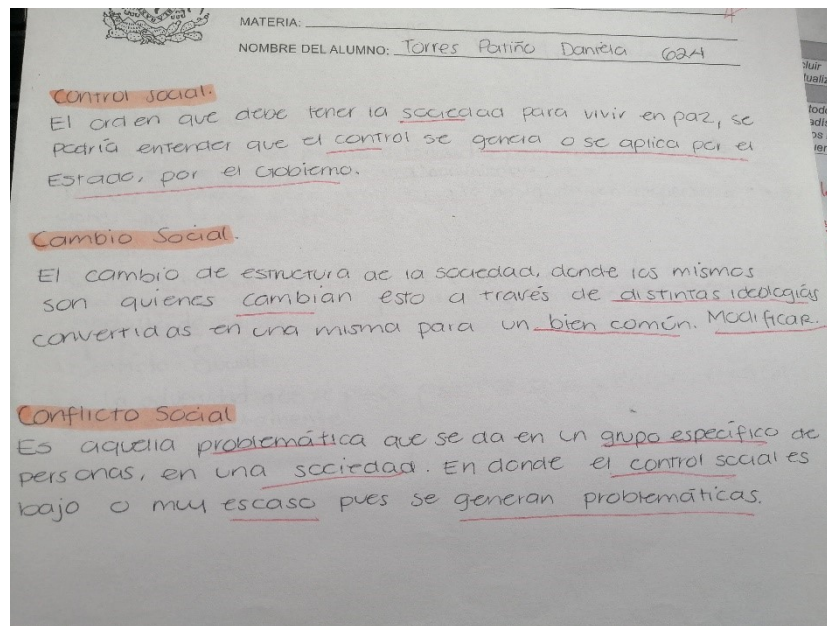 MATERIA:
NOMBRE DEL ALUMNO: Torres Patiño Daniela 62A
Control social.
El orden que debe tener la sociedad para vivir en paz, se
podría entender que el control se genera o se aplica por el
Estado, por el Gobierno.
Cambio Social.
El cambio de estructura de la sociedad, donde los mismos
son quienes cambian esto a través de distintas ideologías
convertidas en una misma para un bien común. Modificar.
Conflicto Social
Es aquella problemática que se da en un grupo específico de
personas, en una sociedad. En donde el control social es
bajo o muy escaso pues se generan problemáticas.